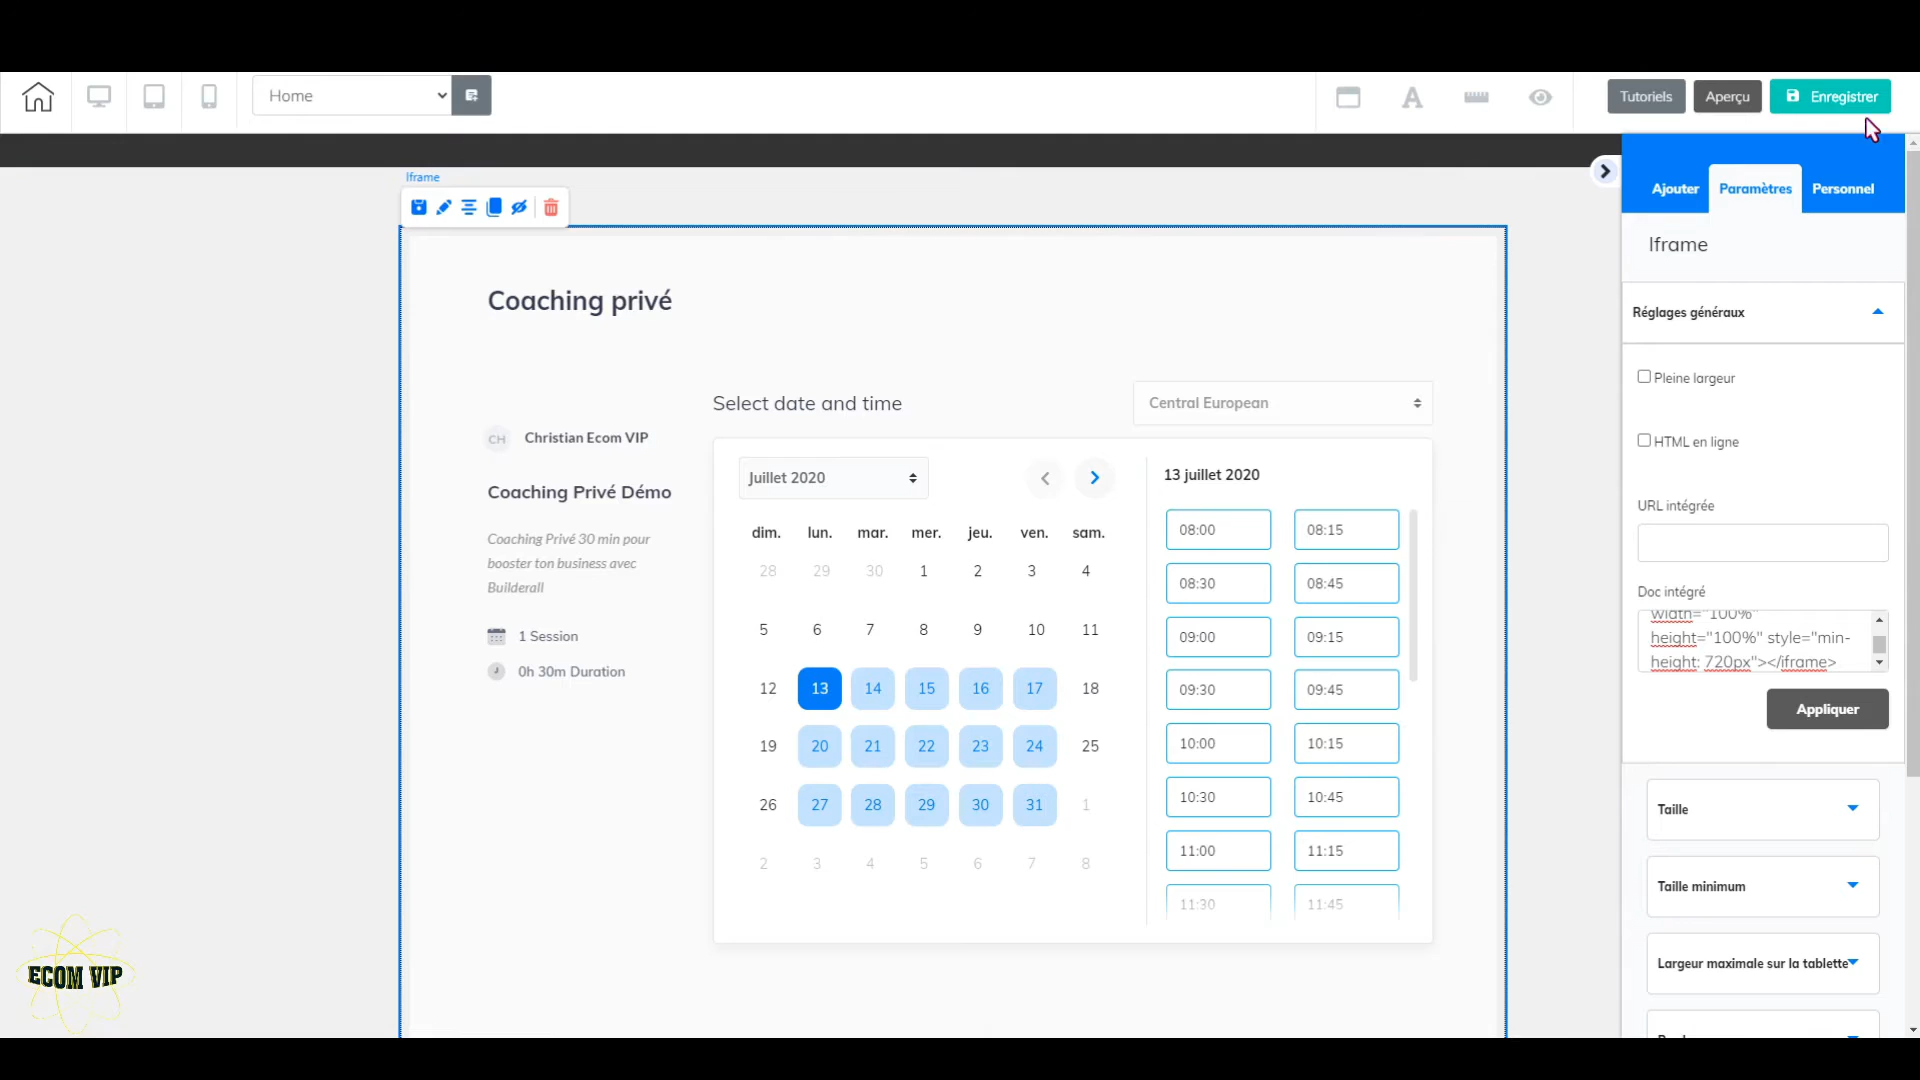 Home
Tutoriels
Aperçu
Enregistrer
Iframe
Coaching privé
CH
Christian Ecom VIP
Coaching Privé Démo
Coaching Privé 30 min pour
booster ton business avec
Builderall
1 Session
0h 30m Duration
Select date and time
Central European
Juillet 2020
dim. lun. mar. mer. jeu. ven. sam.
28 29 30 1 2 3 4
5 6 7 8 9 10 11
12 13 14 15 16 17 18
19 20 21 22 23 24 25
26 27 28 29 30 31 1
2 3 4 5 6 7 8
13 juillet 2020
08:00 08:15
08:30 08:45
09:00 09:15
09:30 09:45
10:00 10:15
10:30 10:45
11:00 11:15
11:30 11:45
Ajouter
Paramètres
Personnel
Iframe
Réglages généraux
Pleine largeur
HTML en ligne
URL intégrée
Doc intégré
width="100%"
height="100%" style="min-
height: 720px"></iframe>
Appliquer
Taille
Taille minimum
Largeur maximale sur la tablette
ECOM VIP